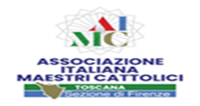 AIMC
ASSOCIAZIONE
ITALIANA
MAESTRI CATTOLICI
TOSCANA
Sezione di Firenze